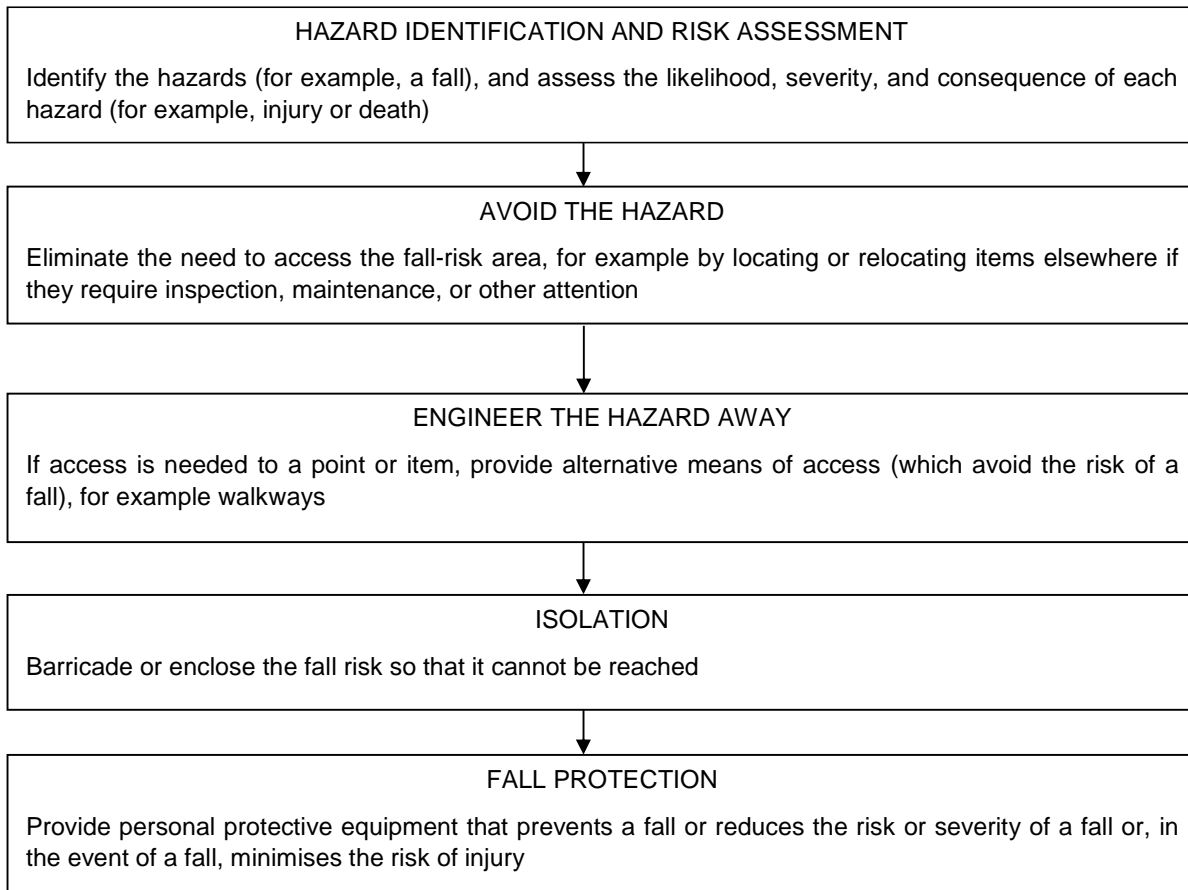 HAZARD IDENTIFICATION AND RISK ASSESSMENT
Identify the hazards (for example, a fall), and assess the likelihood, severity, and consequence of each
hazard (for example, injury or death)
AVOID THE HAZARD
Eliminate the need to access the fall-risk area, for example by locating or relocating items elsewhere if
they require inspection, maintenance, or other attention
ENGINEER THE HAZARD AWAY
If access is needed to a point or item, provide alternative means of access (which avoid the risk of a
fall), for example walkways
ISOLATION
Barricade or enclose the fall risk so that it cannot be reached
FALL PROTECTION
Provide personal protective equipment that prevents a fall or reduces the risk or severity of a fall or, in
the event of a fall, minimises the risk of injury